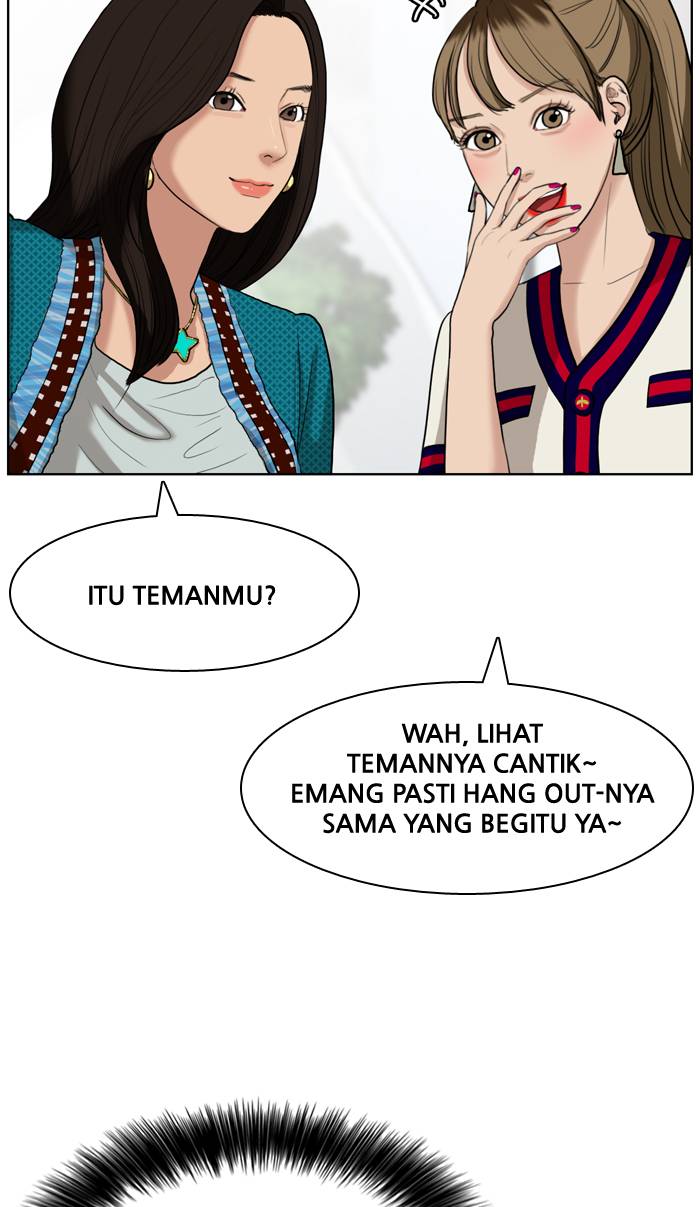 ITU TEMANMU?
WAH, LIHAT
TEMANNYA CANTIK~
EMANG PASTI HANG OUT-NYA
SAMA YANG BEGITU YA~